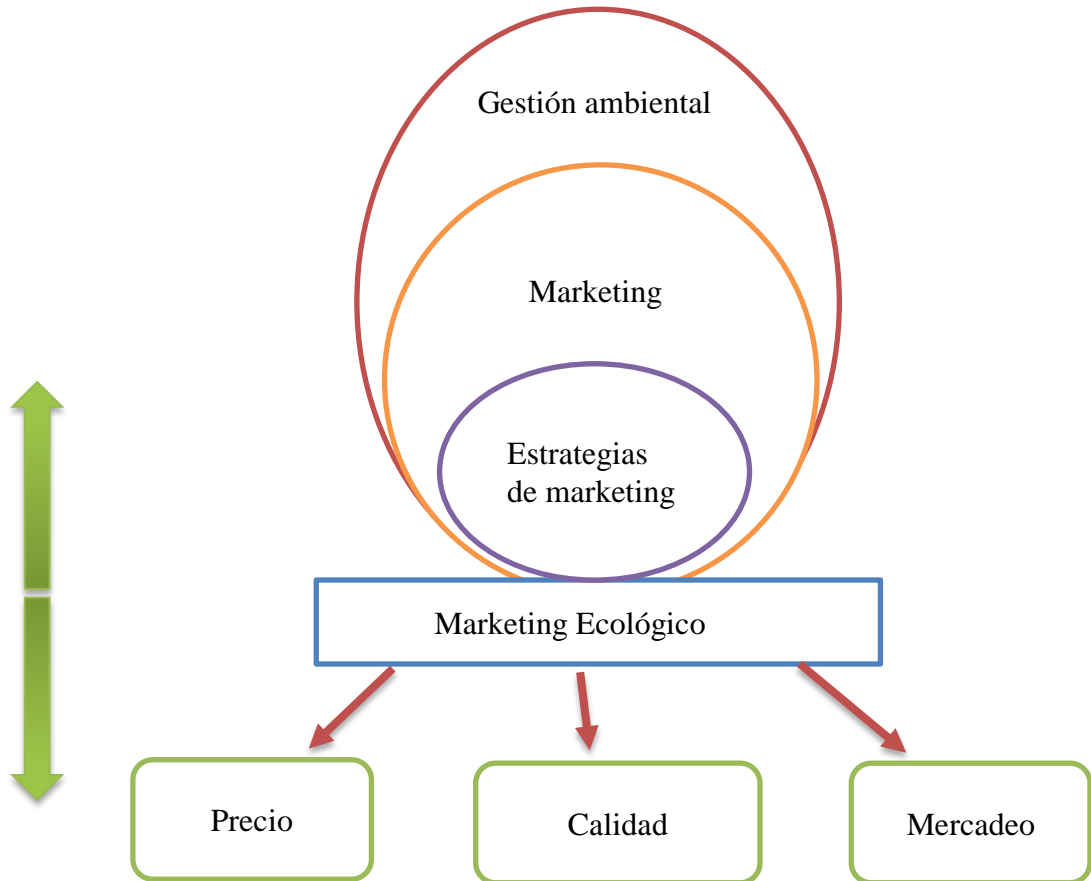 Gestión ambiental
Marketing
Estrategias
de marketing
Marketing Ecológico
Precio
Calidad
Mercadeo